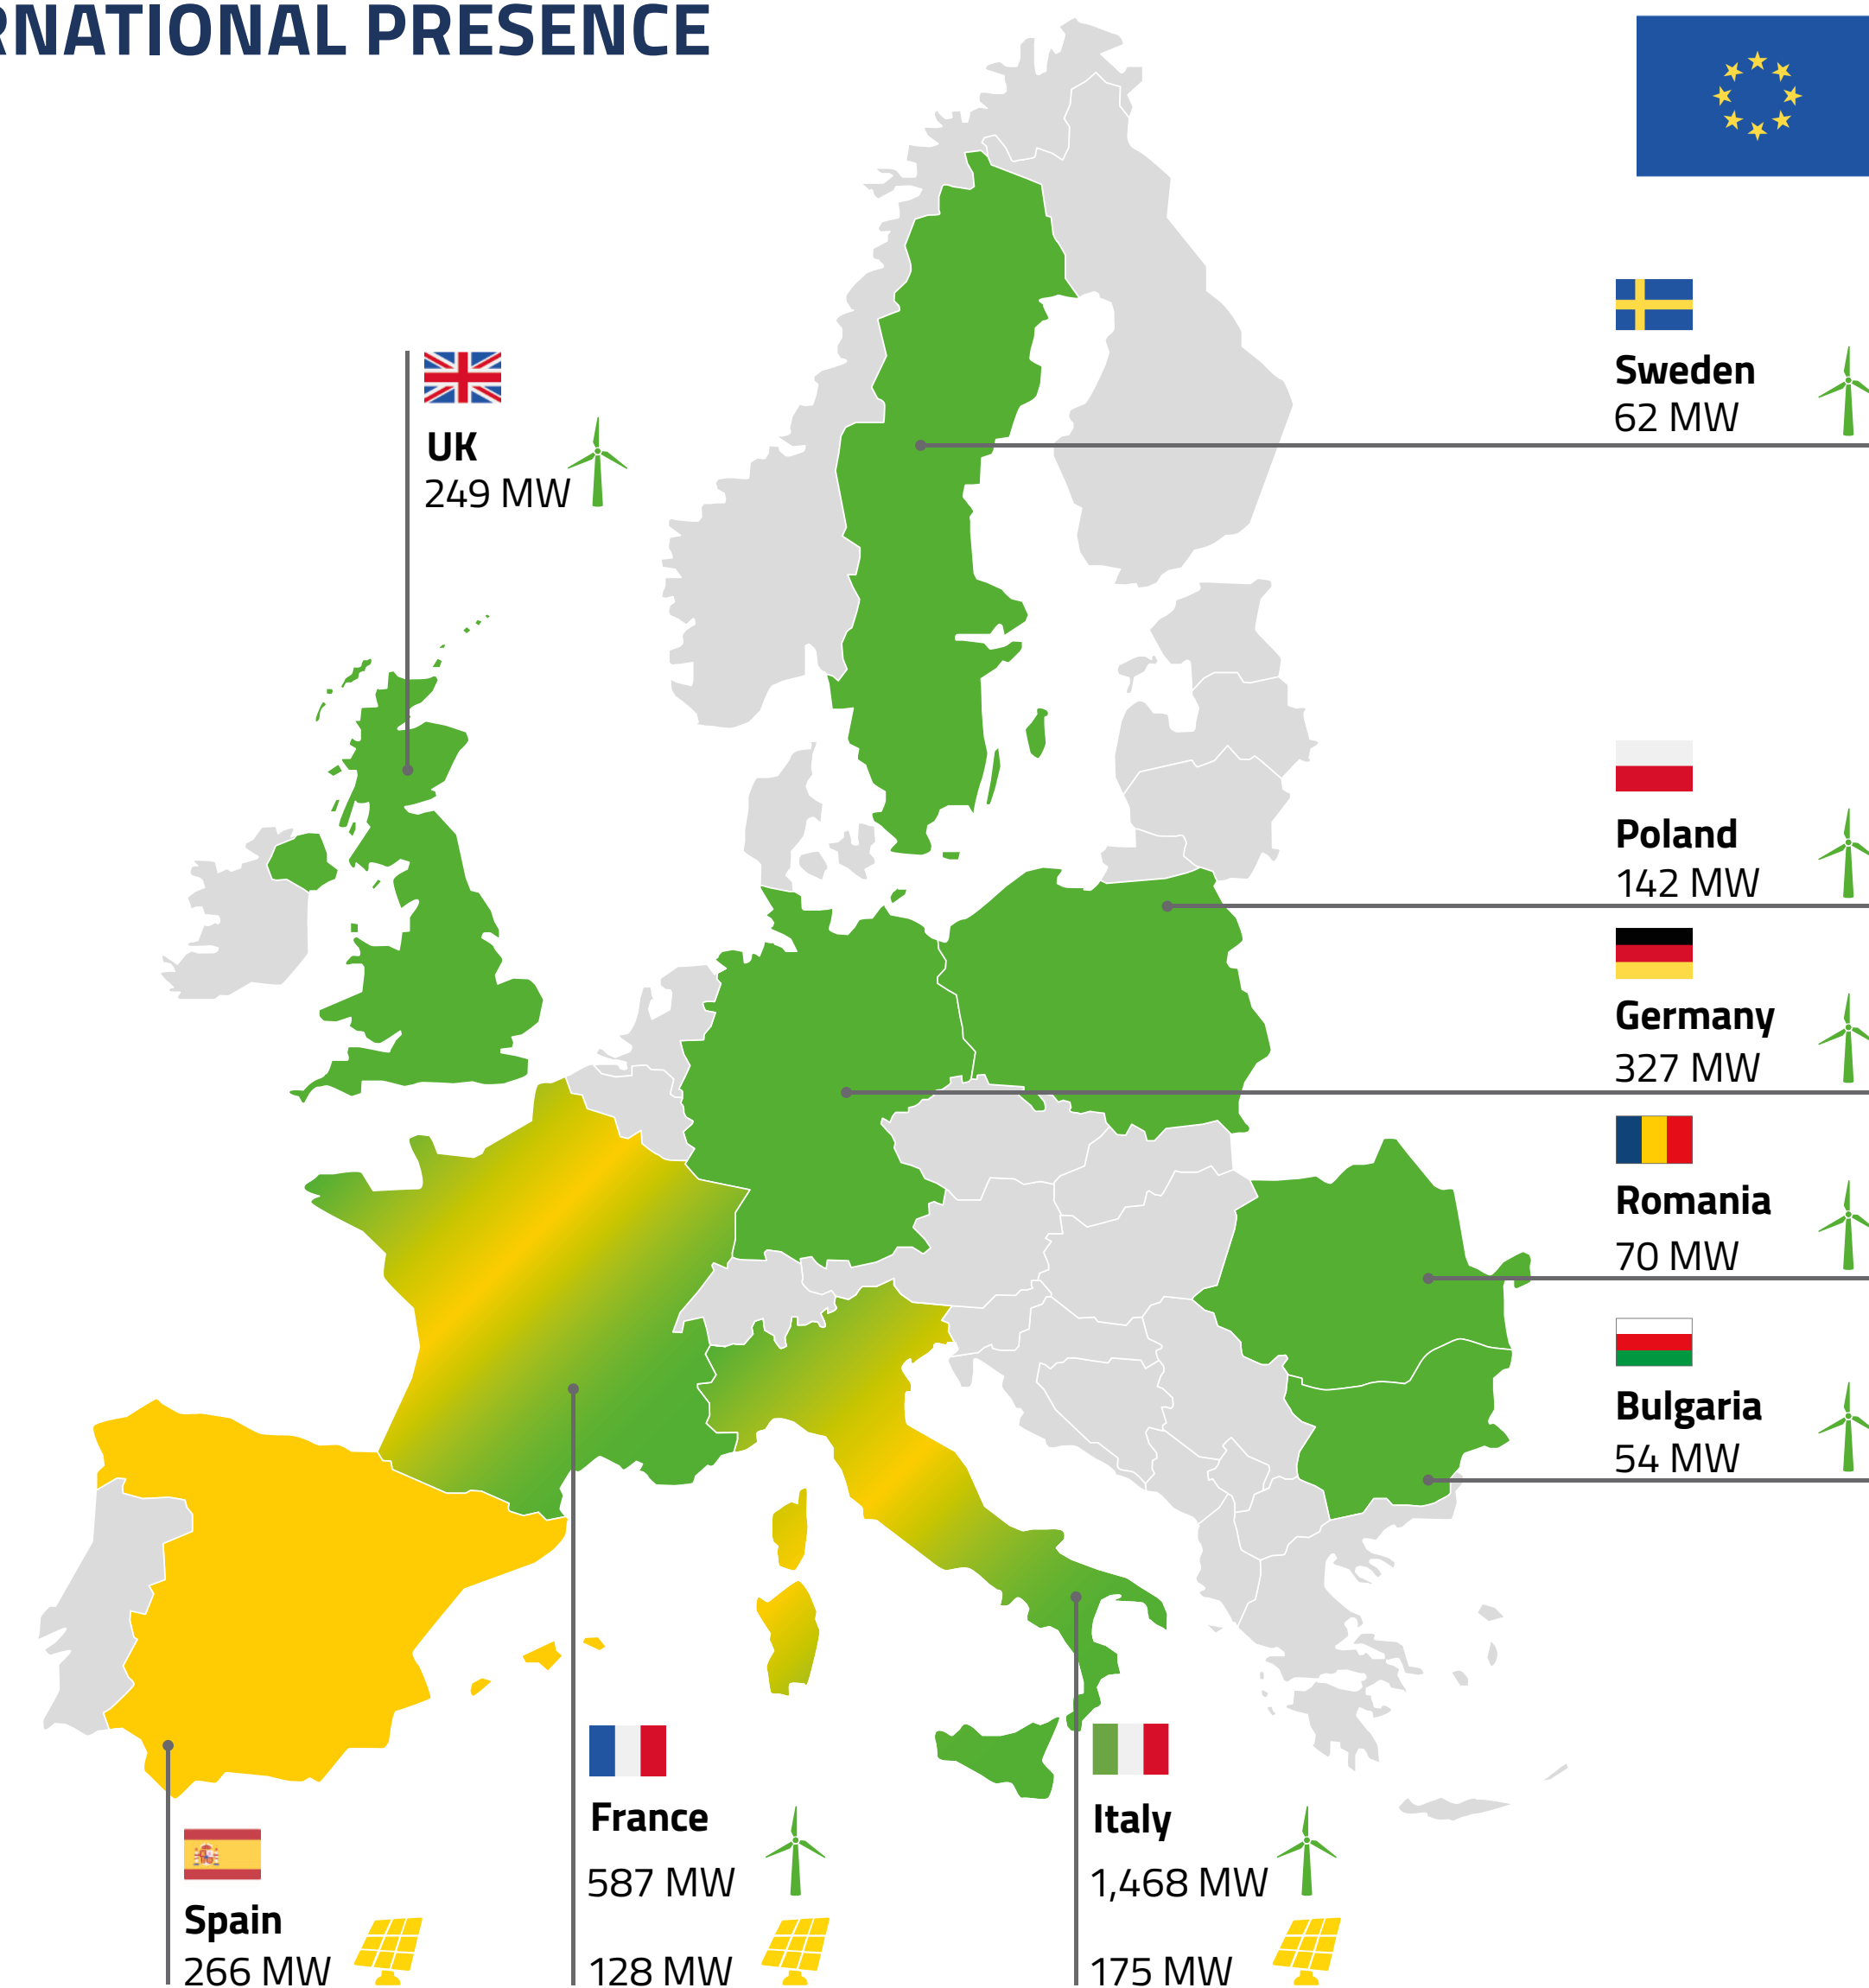 RNATIONAL PRESENCE
Sweden
62 MW
UK
249 MW
Poland
142 MW
Germany
327 MW
Romania
70 MW
Bulgaria
54 MW
France
587 MW
128 MW
Italy
1,468 MW
175 MW
Spain
266 MW